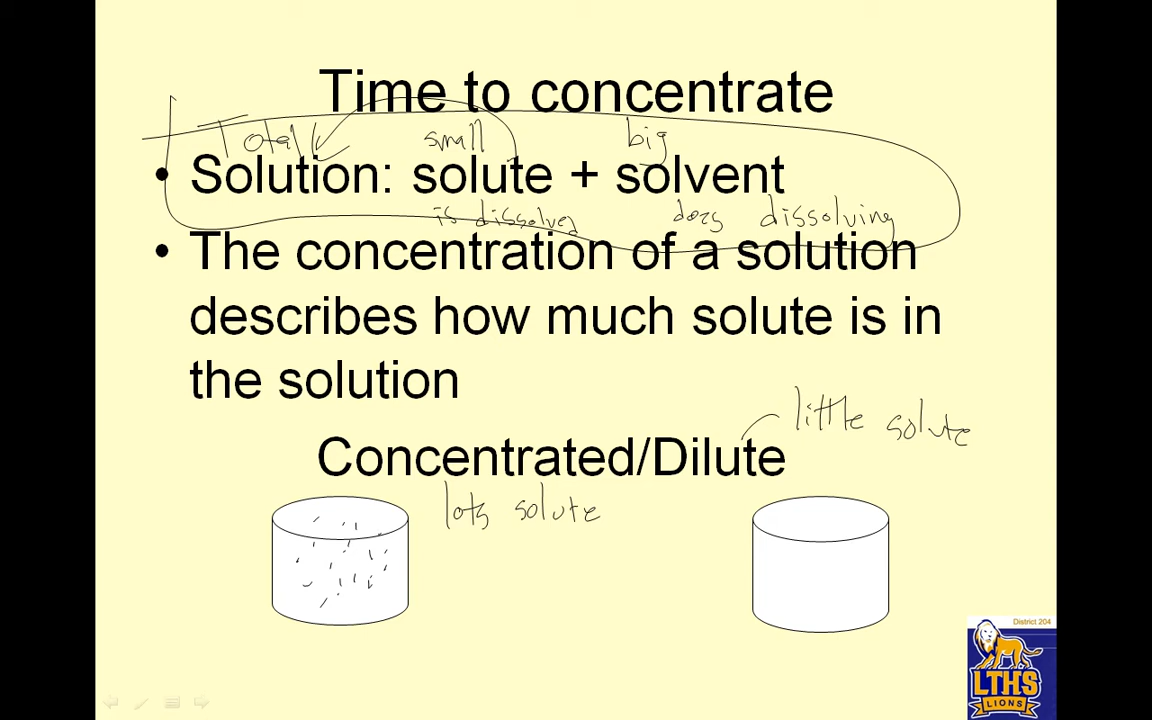 Time to concentrate
Total small big
• Solution: solute + solvent
is dissolved does dissolving
• The concentration of a solution
describes how much solute is in
the solution
little solute
Concentrated/Dilute
lots solute
District 204
LTHS
LIONS